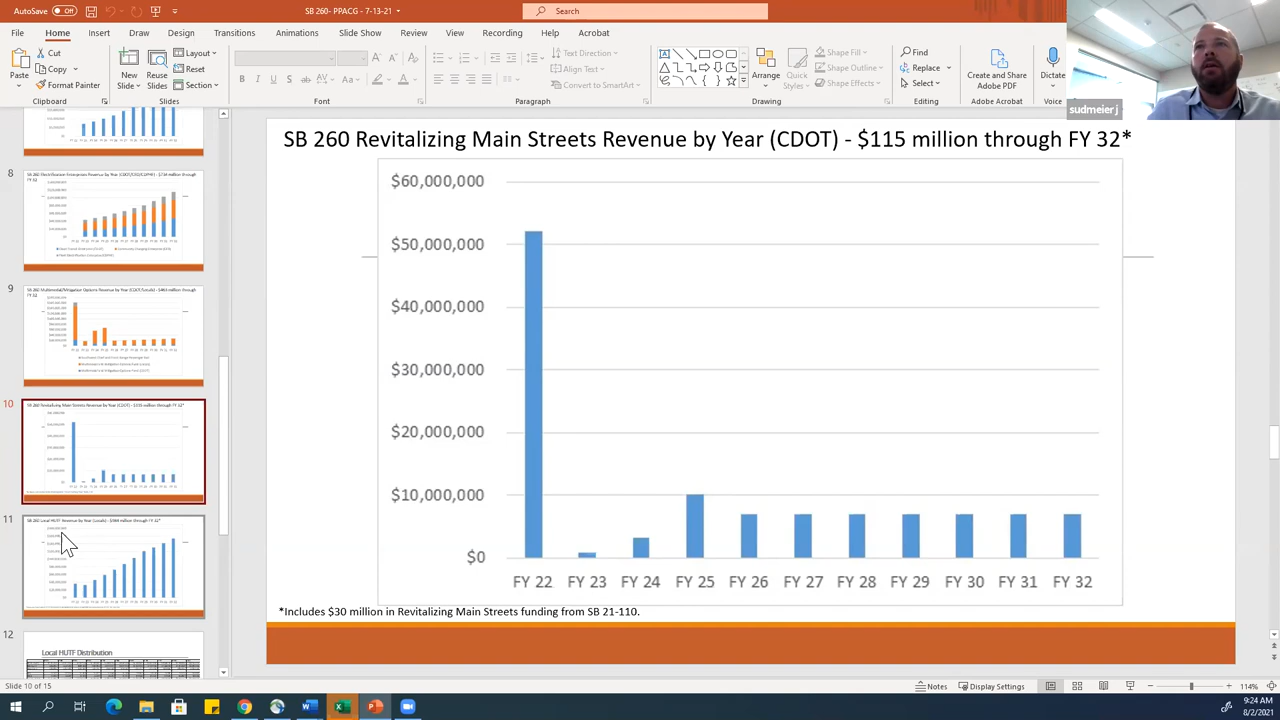 AutoSave Off
SB 260- PPACG - 7-13-21
Search
File Home Insert Draw Design Transitions Animations Slide Show Review View Recording Help Acrobat
Paste
Cut
Copy
Format Painter
Clipboard
New Slide
Reuse Slides
Layout
Reset
Section
Slides
Font
Text Direction
Align Text
Convert to SmartArt
Paragraph
Arrange
Quick Styles
Shape Fill
Shape Outline
Shape Effects
Drawing
Find
Replace
Select
Editing
Create and Share Adobe PDF
Adobe Acrobat
Dictate
Voice
sudmeier j
8
9
10
11
SB 260 Local HUTF Revenue by Year (Locals) - 
12
Local HUTF Distribution
SB 260 Revitalizing Main Streets Revenue by Year (CDOT) - $115 million through FY 32*
$60,000,000
$50,000,000
$40,000,000
$30,000,000
$20,000,000
$10,000,000
$0
FY 22 FY 23 FY 24 FY 25 FY 26 FY 27 FY 28 FY 29 FY 30 FY 31 FY 32
*Includes $30 million in Revitalizing Main Streets funding from SB 21-110.
Slide 10 of 15
Notes
Display Settings
114%
9:24 AM
8/2/2021